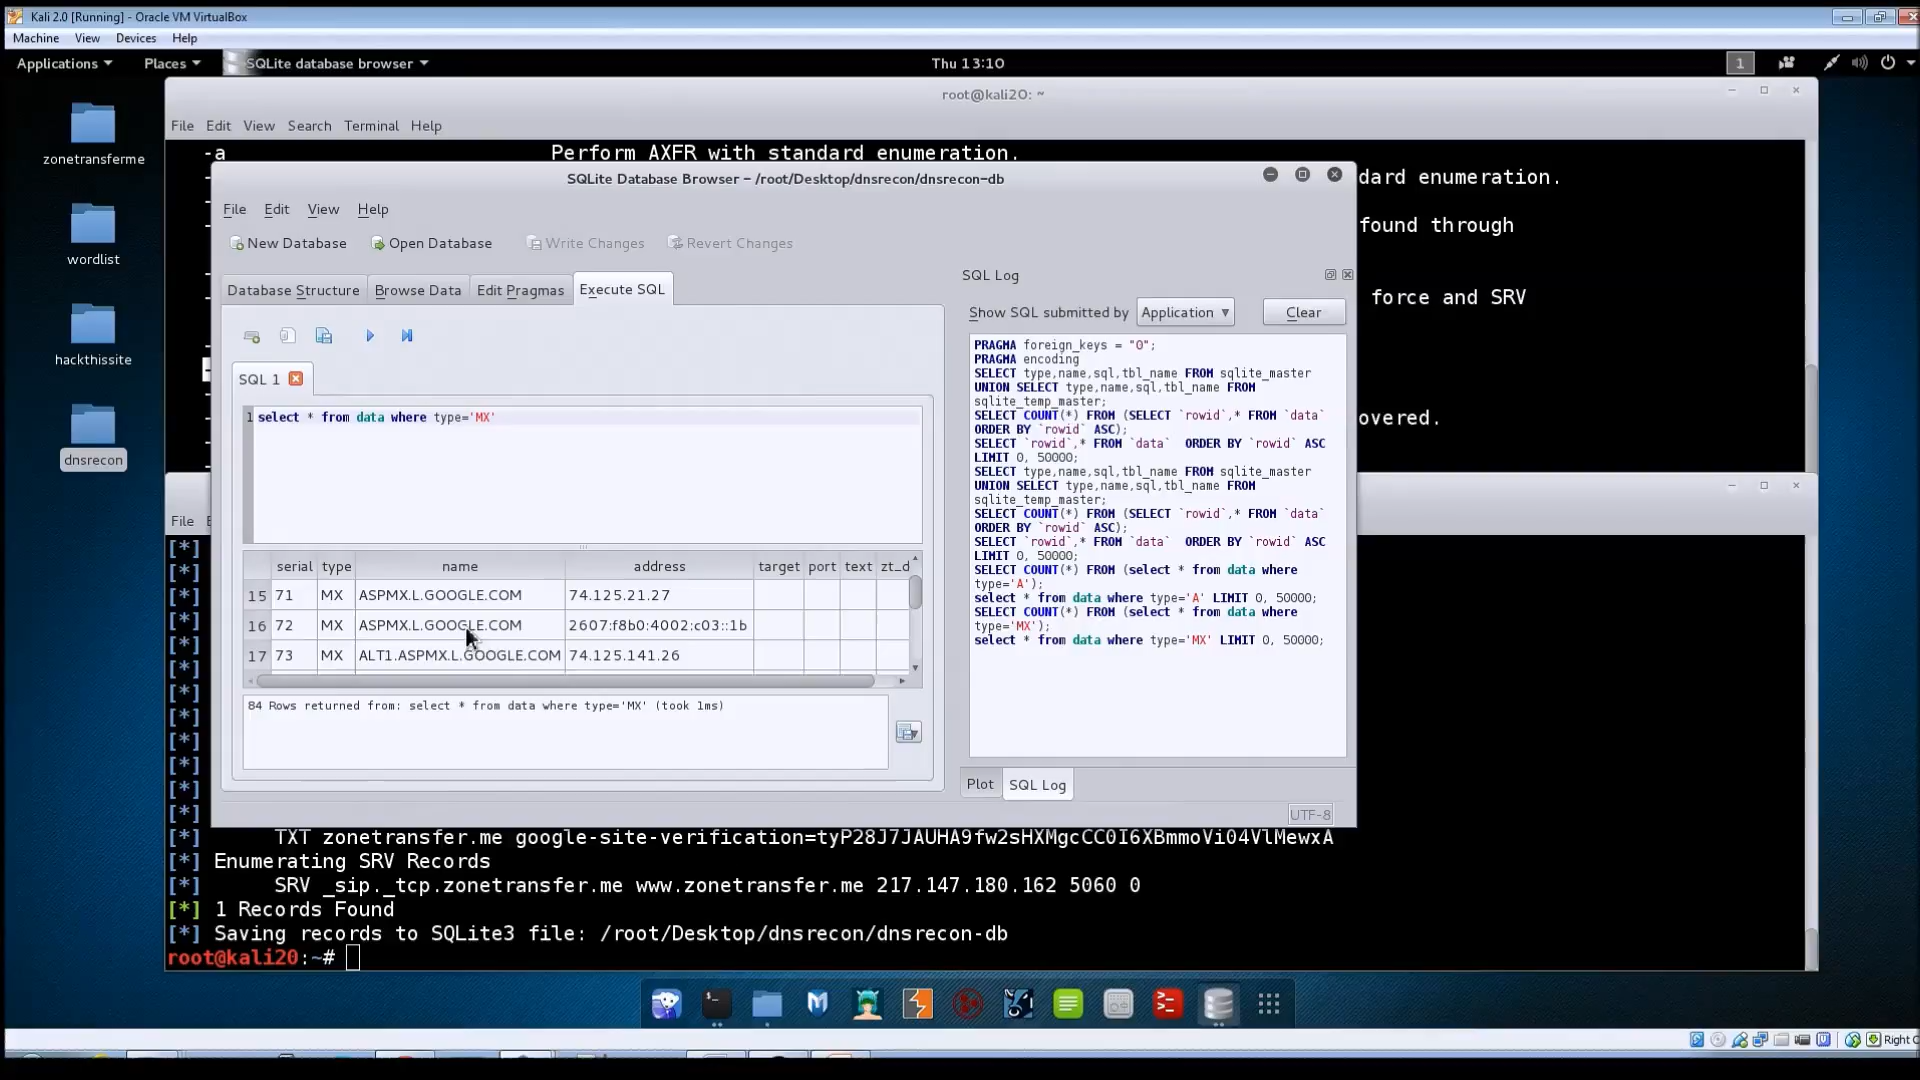 Kali 2.0 [Running] - Oracle VM VirtualBox
Machine View Devices Help
Applications Places SQLite database browser Thu 13:10 1
root@kali20: ~
File Edit View Search Terminal Help
-a Perform AXFR with standard enumeration.
SQLite Database Browser - /root/Desktop/dnsrecon/dnsrecon-db
dard enumeration.
File Edit View Help
found through
New Database Open Database Write Changes Revert Changes
Database Structure Browse Data Edit Pragmas Execute SQL
force and SRV
SQL 1
overed.
1 select * from data where type='MX'
serial type name address target port text zt_d
15 71 MX ASPMX.L.GOOGLE.COM 74.125.21.27
16 72 MX ASPMX.L.GOOGLE.COM 2607:f8b0:4002:c03::1b
17 73 MX ALT1.ASPMX.L.GOOGLE.COM 74.125.141.26
84 Rows returned from: select * from data where type='MX' (took 1ms)
SQL Log
Show SQL submitted by Application Clear
PRAGMA foreign_keys = "0";
PRAGMA encoding
SELECT type,name,sql,tbl_name FROM sqlite_master
UNION SELECT type,name,sql,tbl_name FROM
sqlite_temp_master;
SELECT COUNT(*) FROM (SELECT `rowid`,* FROM `data`
ORDER BY `rowid` ASC);
SELECT `rowid`,* FROM `data` ORDER BY `rowid` ASC
LIMIT 0, 50000;
SELECT type,name,sql,tbl_name FROM sqlite_master
UNION SELECT type,name,sql,tbl_name FROM
sqlite_temp_master;
SELECT COUNT(*) FROM (SELECT `rowid`,* FROM `data`
ORDER BY `rowid` ASC);
SELECT `rowid`,* FROM `data` ORDER BY `rowid` ASC
LIMIT 0, 50000;
SELECT COUNT(*) FROM (select * from data where
type='A');
select * from data where type='A' LIMIT 0, 50000;
SELECT COUNT(*) FROM (select * from data where
type='MX');
select * from data where type='MX' LIMIT 0, 50000;
Plot SQL Log
UTF-8
zonetransferme
wordlist
hackthissite
dnsrecon
File
[*]
[*]
[*]
[*]
[*]
[*]
[*]
[*]
[*]
[*]
[*]
[*]
[*] TXT zonetransfer.me google-site-verification=tyP28J7JAUHA9fw2sHXMgcCC0I6XBmmoVi04VlMewxA
[*] Enumerating SRV Records
[*] SRV _sip._tcp.zonetransfer.me www.zonetransfer.me 217.147.180.162 5060 0
[*] 1 Records Found
[*] Saving records to SQLite3 file: /root/Desktop/dnsrecon/dnsrecon-db
root@kali20:~#
Right C